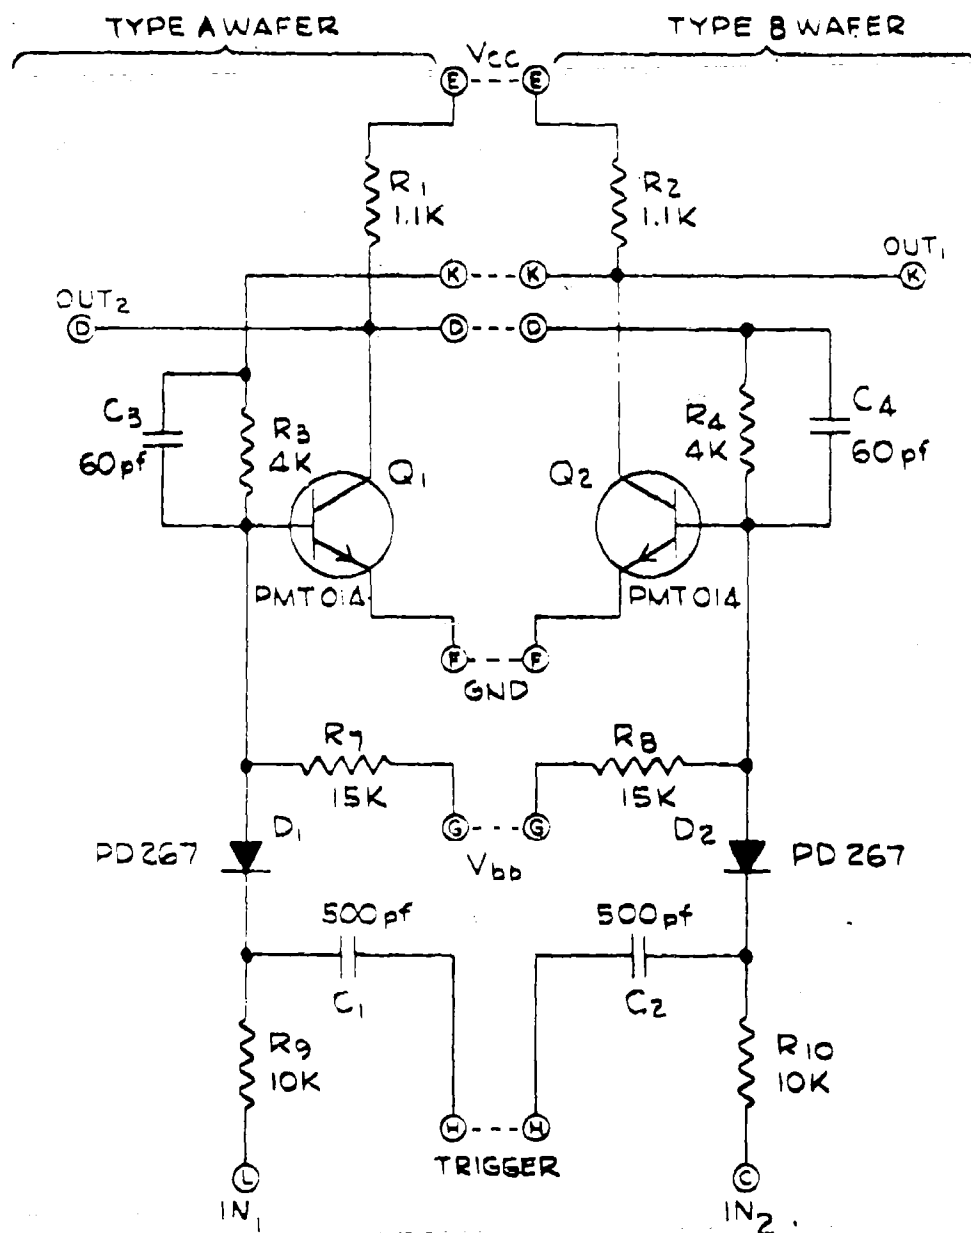 TYPE A WAFER
TYPE B WAFER
Vcc
E
E
R1
1.1K
R2
1.1K
OUT1
K
K
K
OUT2
D
D
D
C3
60pf
R3
4K
Q1
Q2
R4
4K
C4
60pf
PMT014
PMT014
F
F
GND
R7
15K
R8
15K
G
G
Vbb
D1
PD267
D2
PD267
500pf
C1
500pf
C2
R9
10K
R10
10K
H
H
TRIGGER
L
IN1
C
IN2